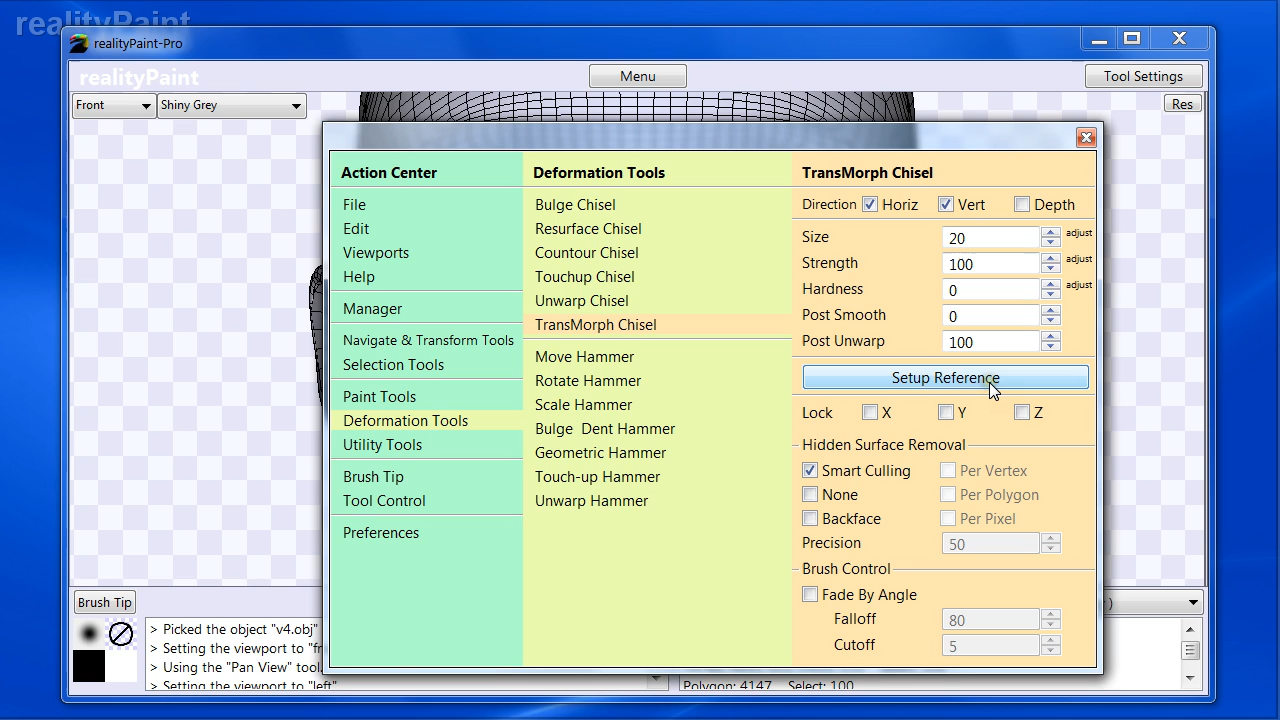 realityPaint
realityPaint-Pro
realityPaint
Menu
Tool Settings
Front
Shiny Grey
Res
Action Center
File
Edit
Viewports
Help
Manager
Navigate & Transform Tools
Selection Tools
Paint Tools
Deformation Tools
Utility Tools
Brush Tip
Tool Control
Preferences
Deformation Tools
Bulge Chisel
Resurface Chisel
Countour Chisel
Touchup Chisel
Unwarp Chisel
TransMorph Chisel
Move Hammer
Rotate Hammer
Scale Hammer
Bulge Dent Hammer
Geometric Hammer
Touch-up Hammer
Unwarp Hammer
TransMorph Chisel
Direction Horiz Vert Depth
Size 20 adjust
Strength 100 adjust
Hardness 0 adjust
Post Smooth 0
Post Unwarp 100
Setup Reference
Lock X Y Z
Hidden Surface Removal
Smart Culling Per Vertex
None Per Polygon
Backface Per Pixel
Precision 50
Brush Control
Fade By Angle
Falloff 80
Cutoff 5
Brush Tip
)
> Picked the object "v4.obj"
> Setting the viewport to "fr
> Using the "Pan View" tool.
> Setting the viewport to "left"
Polygon: 4147 Select: 100